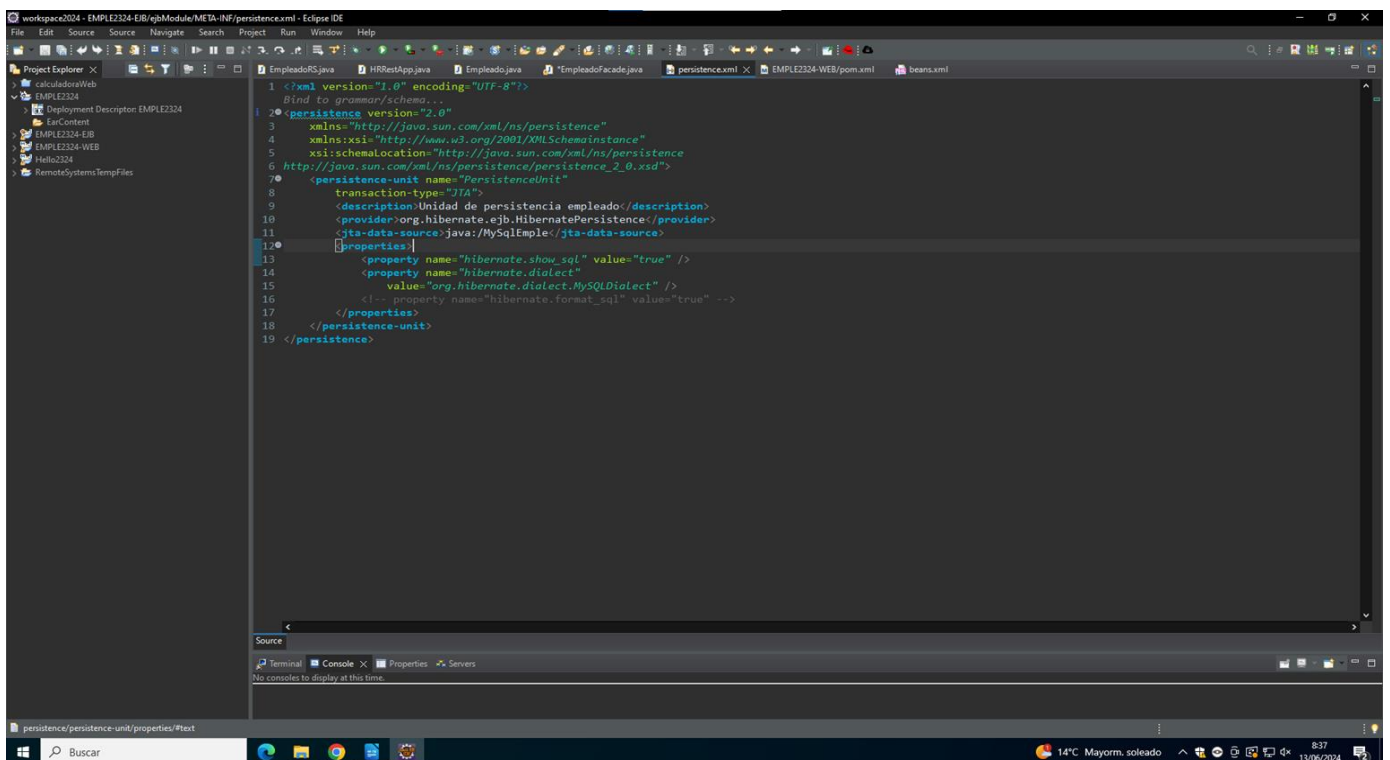 workspace2024 - EMPLE2324-EJB/ejbModule/META-INF/persistence.xml - Eclipse IDE
File Edit Source Source Navigate Search Project Run Window Help
Project Explorer
EmpleadoRS.java HRRestApp.java Empleado.java *EmpleadoFacade.java persistence.xml EMPLE2324-WEB/pom.xml beans.xml
calculadoraWeb
EMPLE2324
Deployment Descriptor: EMPLE2324
EarContent
EMPLE2324-EJB
EMPLE2324-WEB
Hello2324
RemoteSystemsTempFiles
1 <?xml version="1.0" encoding="UTF-8"?>
Bind to grammar/schema...
2 <persistence version="2.0"
3 xmlns="http://java.sun.com/xml/ns/persistence"
4 xmlns:xsi="http://www.w3.org/2001/XMLSchemainstance"
5 xsi:schemaLocation="http://java.sun.com/xml/ns/persistence
6 http://java.sun.com/xml/ns/persistence/persistence_2_0.xsd">
7 <persistence-unit name="PersistenceUnit"
8 transaction-type="JTA">
9 <description>Unidad de persistencia empleado</description>
10 <provider>org.hibernate.ejb.HibernatePersistence</provider>
11 <jta-data-source>java:/MySqlEmple</jta-data-source>
12 <properties>
13 <property name="hibernate.show_sql" value="true" />
14 <property name="hibernate.dialect"
15 value="org.hibernate.dialect.MySQLDialect" />
16 <!-- property name="hibernate.format_sql" value="true" -->
17 </properties>
18 </persistence-unit>
19 </persistence>
Source
Terminal Console Properties Servers
No consoles to display at this time.
persistence/persistence-unit/properties/#text
Buscar
14°C Mayorm. soleado
8:37
13/06/2024